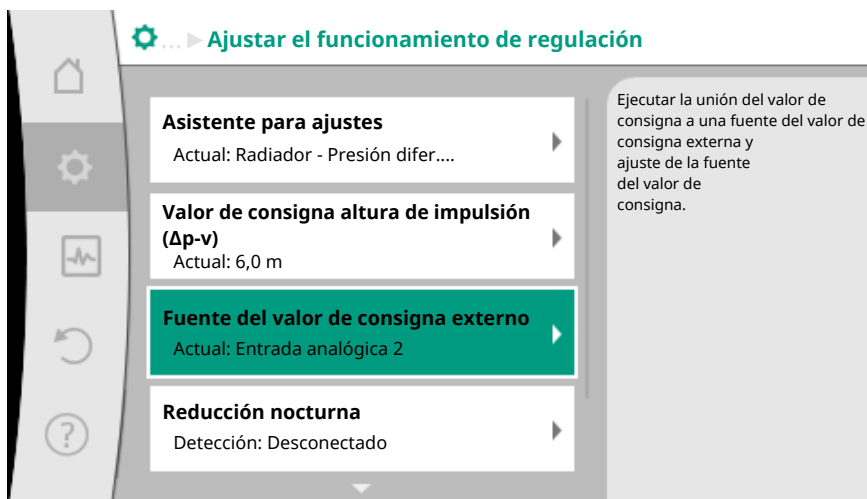 ... Ajustar el funcionamiento de regulación
Asistente para ajustes
Actual: Radiador - Presión difer....
Valor de consigna altura de impulsión
(Δp-v)
Actual: 6,0 m
Fuente del valor de consigna externo
Actual: Entrada analógica 2
Reducción nocturna
Detección: Desconectado
Ejecutar la unión del valor de
consigna a una fuente del valor de
consigna externa y
ajuste de la fuente
del valor de
consigna.
?